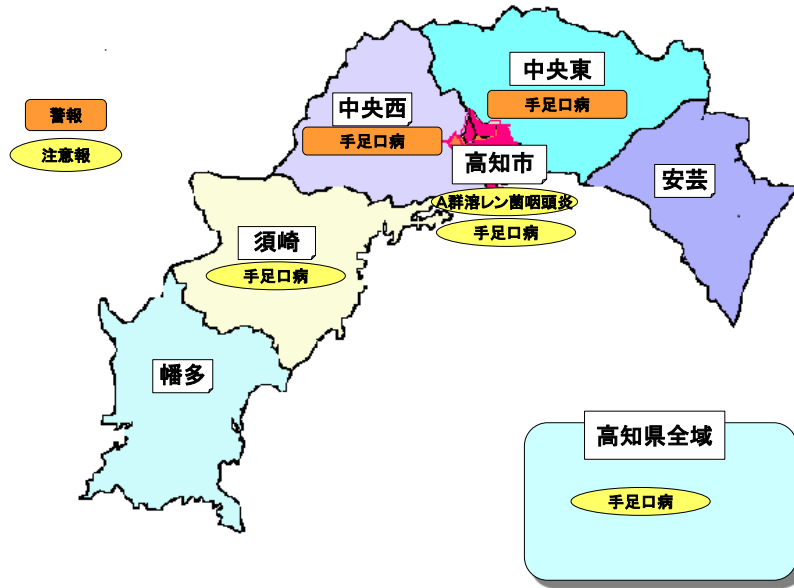 警報
注意報
中央東
手足口病
中央西
手足口病
高知市
A群溶レン菌咽頭炎
手足口病
安芸
須崎
手足口病
幡多
高知県全域
手足口病